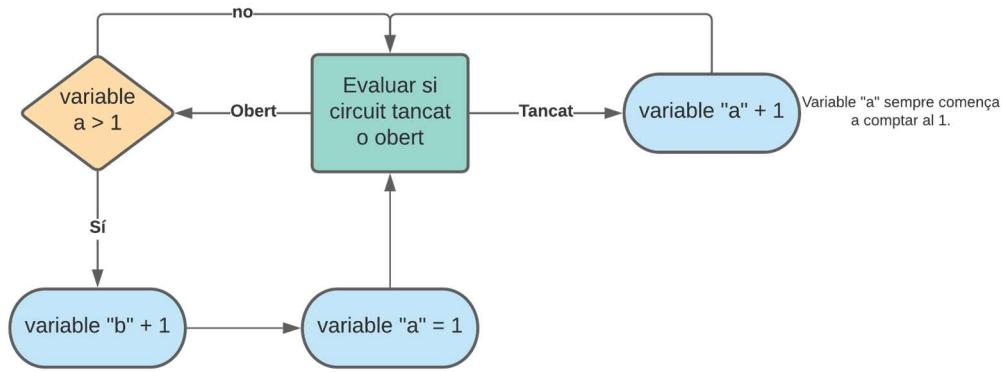 no
variable
a > 1
Obert
Evaluar si
circuit tancat
o obert
Tancat
variable "a" + 1
Variable "a" sempre comença
a comptar al 1.
Sí
variable "b" + 1
variable "a" = 1